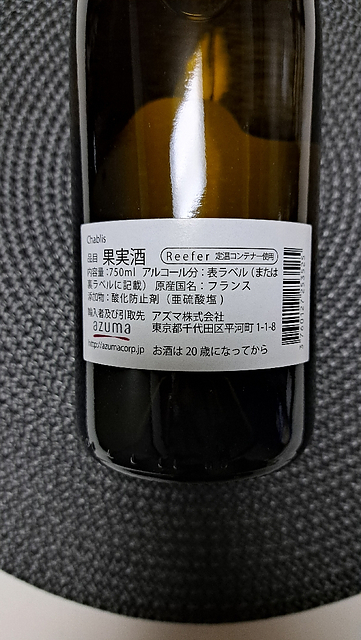 Chablis
品目 果実酒 Reefer 定温コンテナー使用
内容量:750ml アルコール分:表ラベル(または
裏ラベルに記載) 原産国名:フランス
添加物:酸化防止剤(亜硫酸塩)
輸入者及び引取先 アズマ株式会社
azuma 東京都千代田区平河町1-1-8
http://azumacorp.jp お酒は20歳になってから